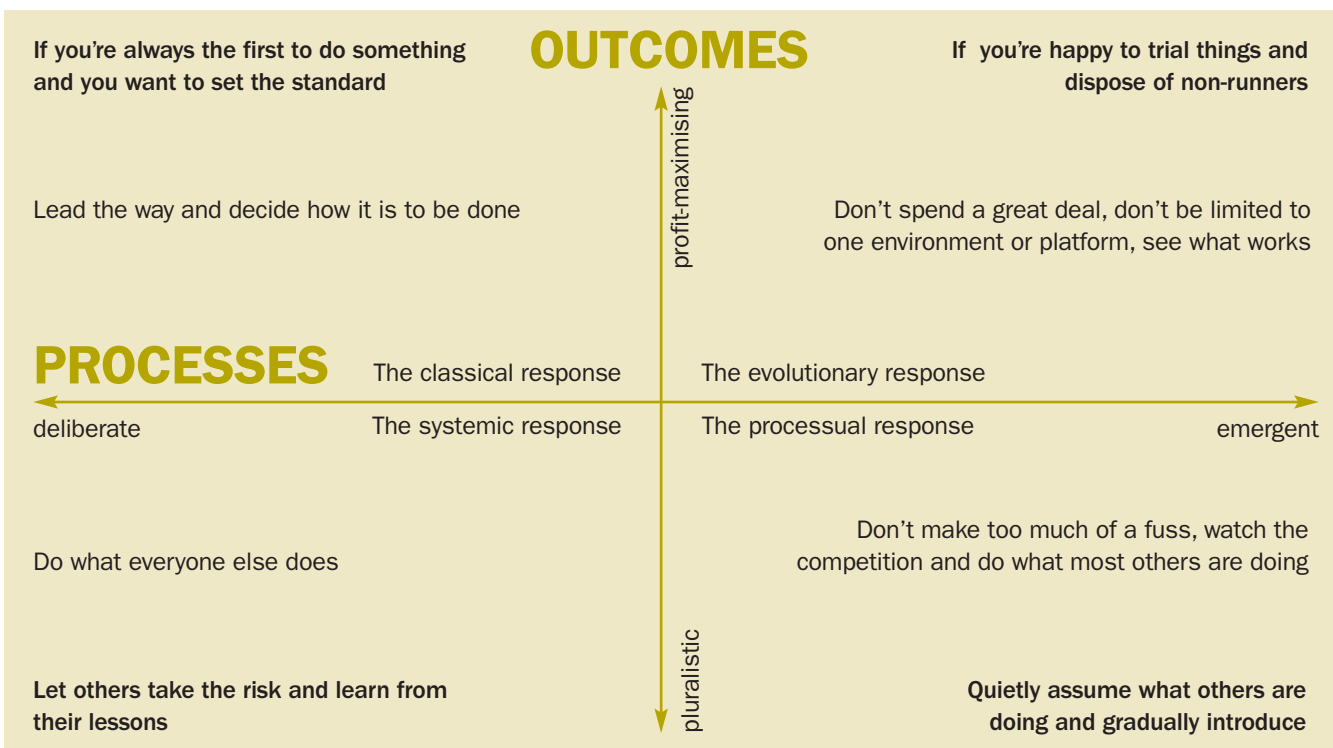 OUTCOMES
If you're always the first to do something
and you want to set the standard
If  you're happy to trial things and
dispose of non-runners
profit-maximising
Lead the way and decide how it is to be done
Don't spend a great deal, don't be limited to
one environment or platform, see what works
PROCESSES
The classical response
The evolutionary response
deliberate
The systemic response
The processual response
emergent
Do what everyone else does
Don't make too much of a fuss, watch the
competition and do what most others are doing
pluralistic
Let others take the risk and learn from
their lessons
Quietly assume what others are
doing and gradually introduce